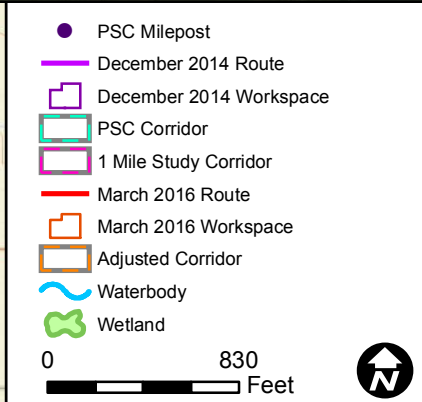 PSC Milepost
December 2014 Route
December 2014 Workspace
PSC Corridor
1 Mile Study Corridor
March 2016 Route
March 2016 Workspace
Adjusted Corridor
Waterbody
Wetland
0 830
Feet
N